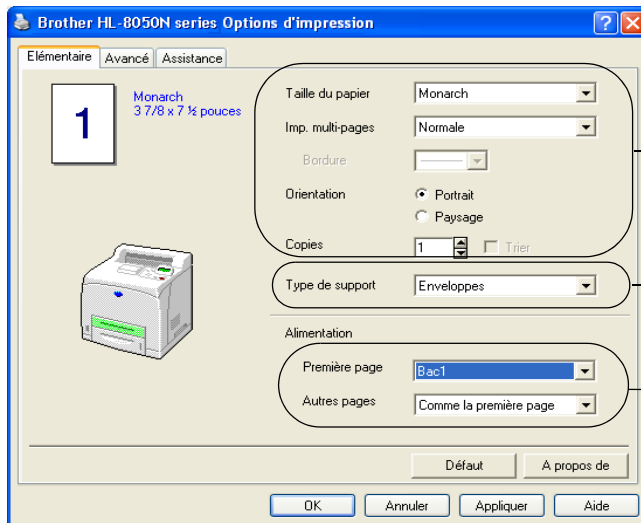 Brother HL-8050N series Options d'impression
Elémentaire Avancé Assistance
1
Monarch
3 7/8 x 7 ½ pouces
Taille du papier Monarch
Imp. multi-pages Normale
Bordure
Orientation Portrait
Paysage
Copies 1 Trier
Type de support Enveloppes
Alimentation
Première page Bac1
Autres pages Comme la première page
Défaut A propos de
OK Annuler Appliquer Aide